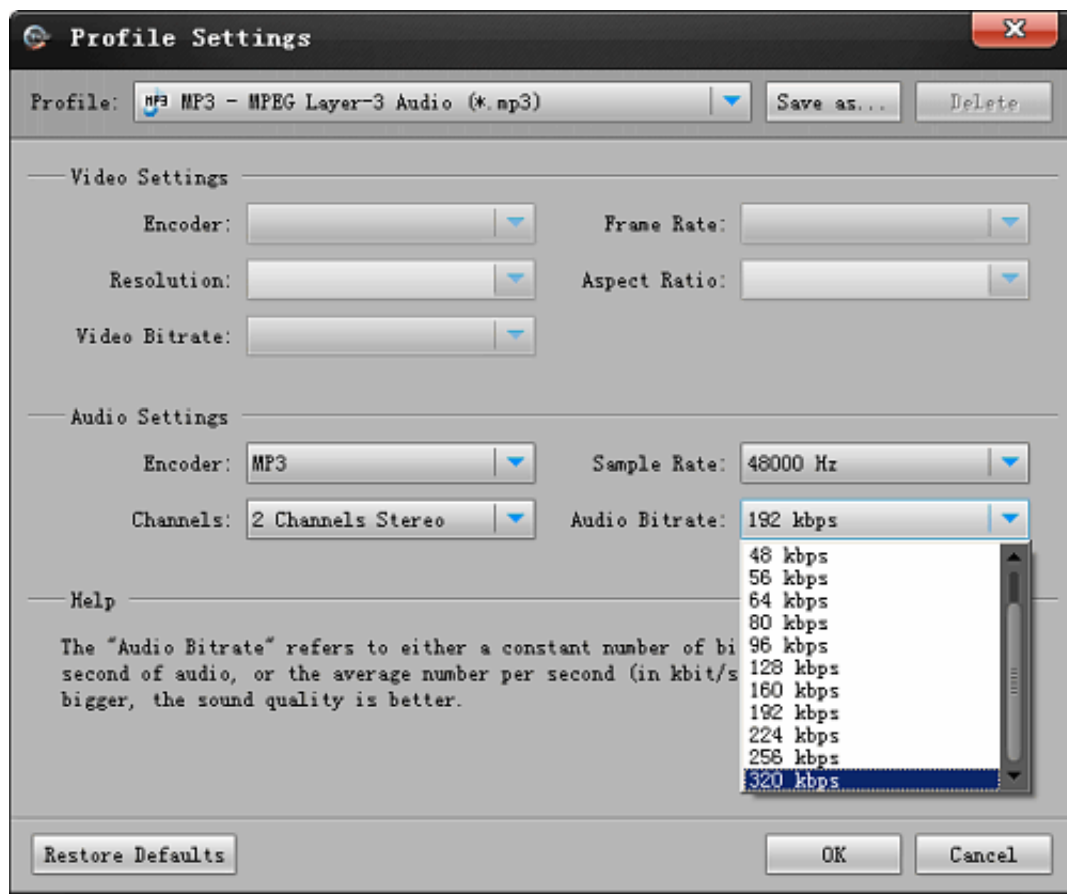 Profile Settings
Profile: MP3 MP3 - MPEG Layer-3 Audio (*.mp3) Save as... Delete
Video Settings
Encoder: Frame Rate:
Resolution: Aspect Ratio:
Video Bitrate:
Audio Settings
Encoder: MP3 Sample Rate: 48000 Hz
Channels: 2 Channels Stereo Audio Bitrate: 192 kbps
48 kbps
56 kbps
64 kbps
80 kbps
96 kbps
128 kbps
160 kbps
192 kbps
224 kbps
256 kbps
320 kbps
Help
The "Audio Bitrate" refers to either a constant number of bi
second of audio, or the average number per second (in kbit/s
bigger, the sound quality is better.
Restore Defaults OK Cancel